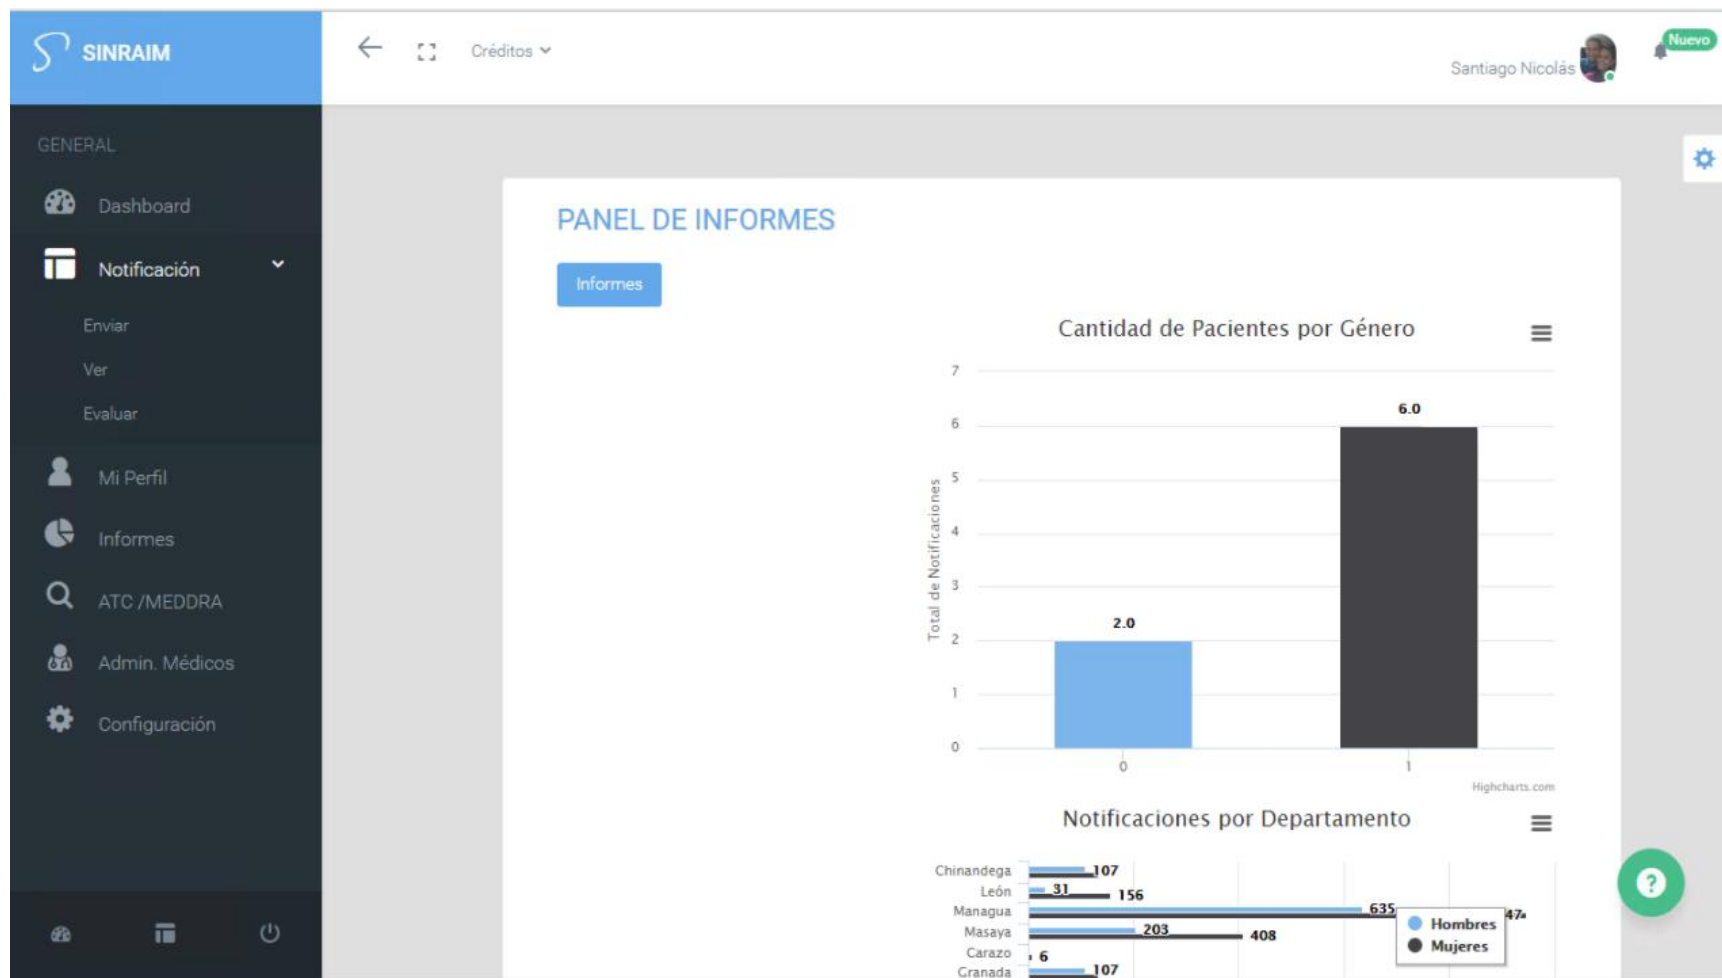 SINRAIM
Créditos
Santiago Nicolás
Nuevo
GENERAL
Dashboard
Notificación
Enviar
Ver
Evaluar
Mi Perfil
Informes
ATC /MEDDRA
Admin. Médicos
Configuración
PANEL DE INFORMES
Informes
Cantidad de Pacientes por Género
Total de Notificaciones
7
6
5
4
3
2
1
0
2.0
6.0
0 1
Highcharts.com
Notificaciones por Departamento
Chinandega 107
León 31 156
Managua 635
Masaya 203 408
Carazo 6
Granada 107
Hombres
Mujeres
?